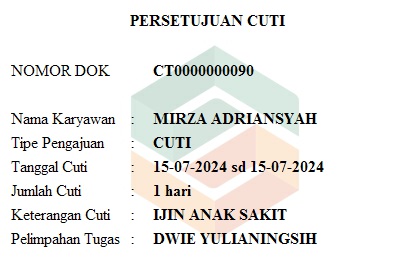 PERSETUJUAN CUTI
NOMOR DOK CT0000000090
Nama Karyawan : MIRZA ADRIANSYAH
Tipe Pengajuan : CUTI
Tanggal Cuti : 15-07-2024 sd 15-07-2024
Jumlah Cuti : 1 hari
Keterangan Cuti : IJIN ANAK SAKIT
Pelimpahan Tugas : DWIE YULIANINGSIH